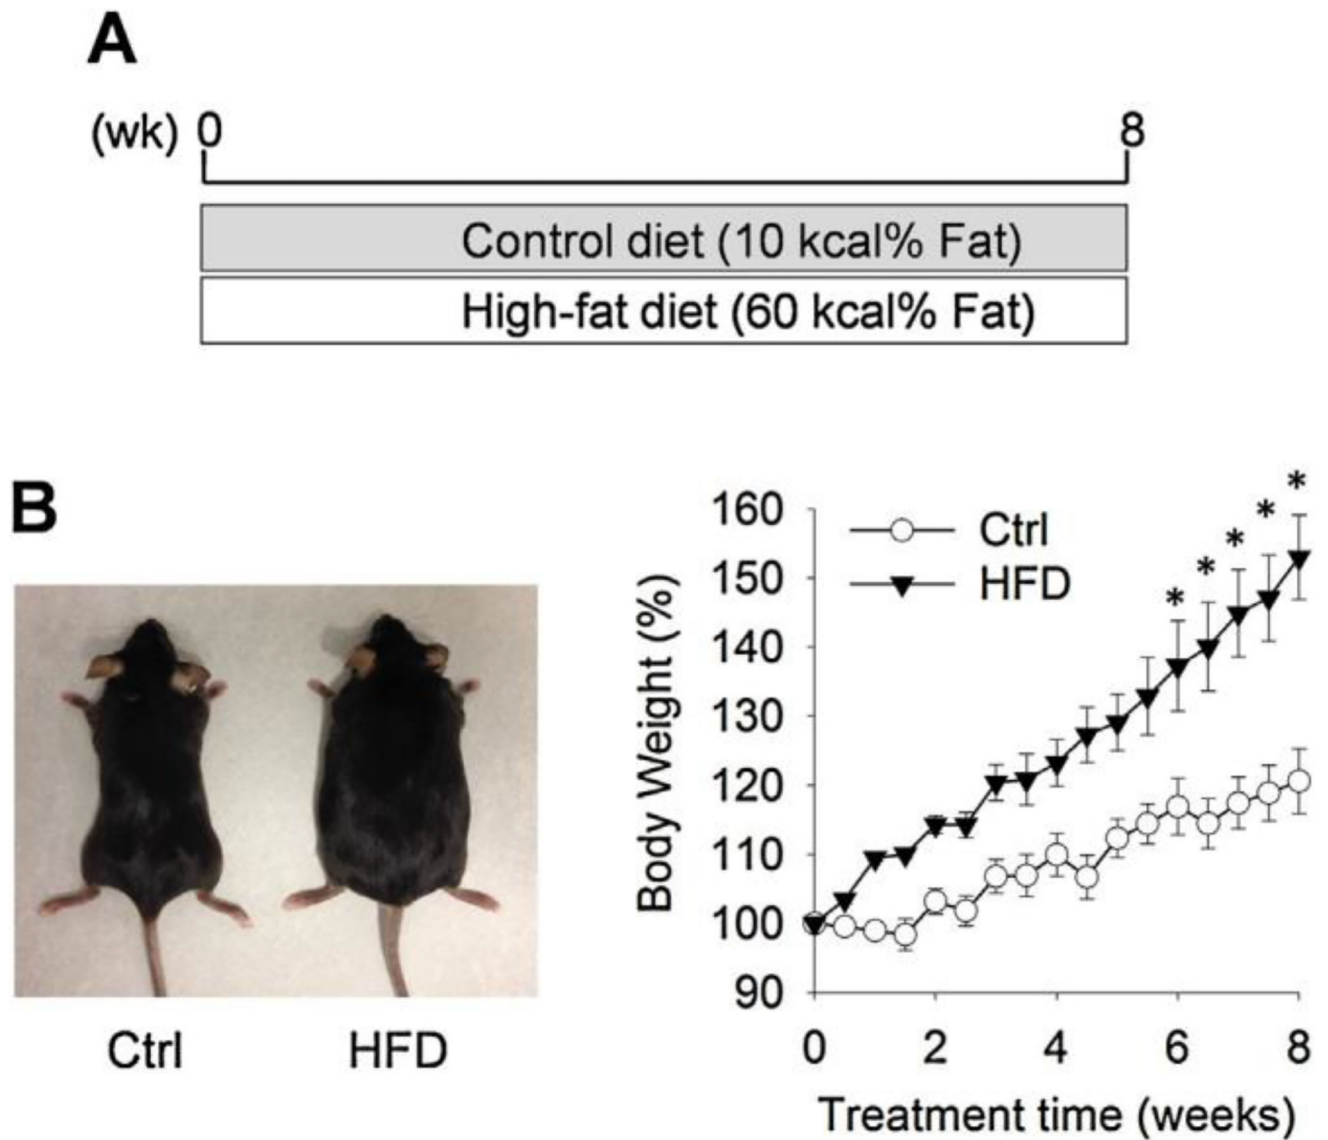 A
(wk) 0 8
Control diet (10 kcal% Fat)
High-fat diet (60 kcal% Fat)
B
Ctrl HFD
160
150
140
130
120
110
100
90
Body Weight (%)
Ctrl
HFD
* * * * *
0 2 4 6 8
Treatment time (weeks)